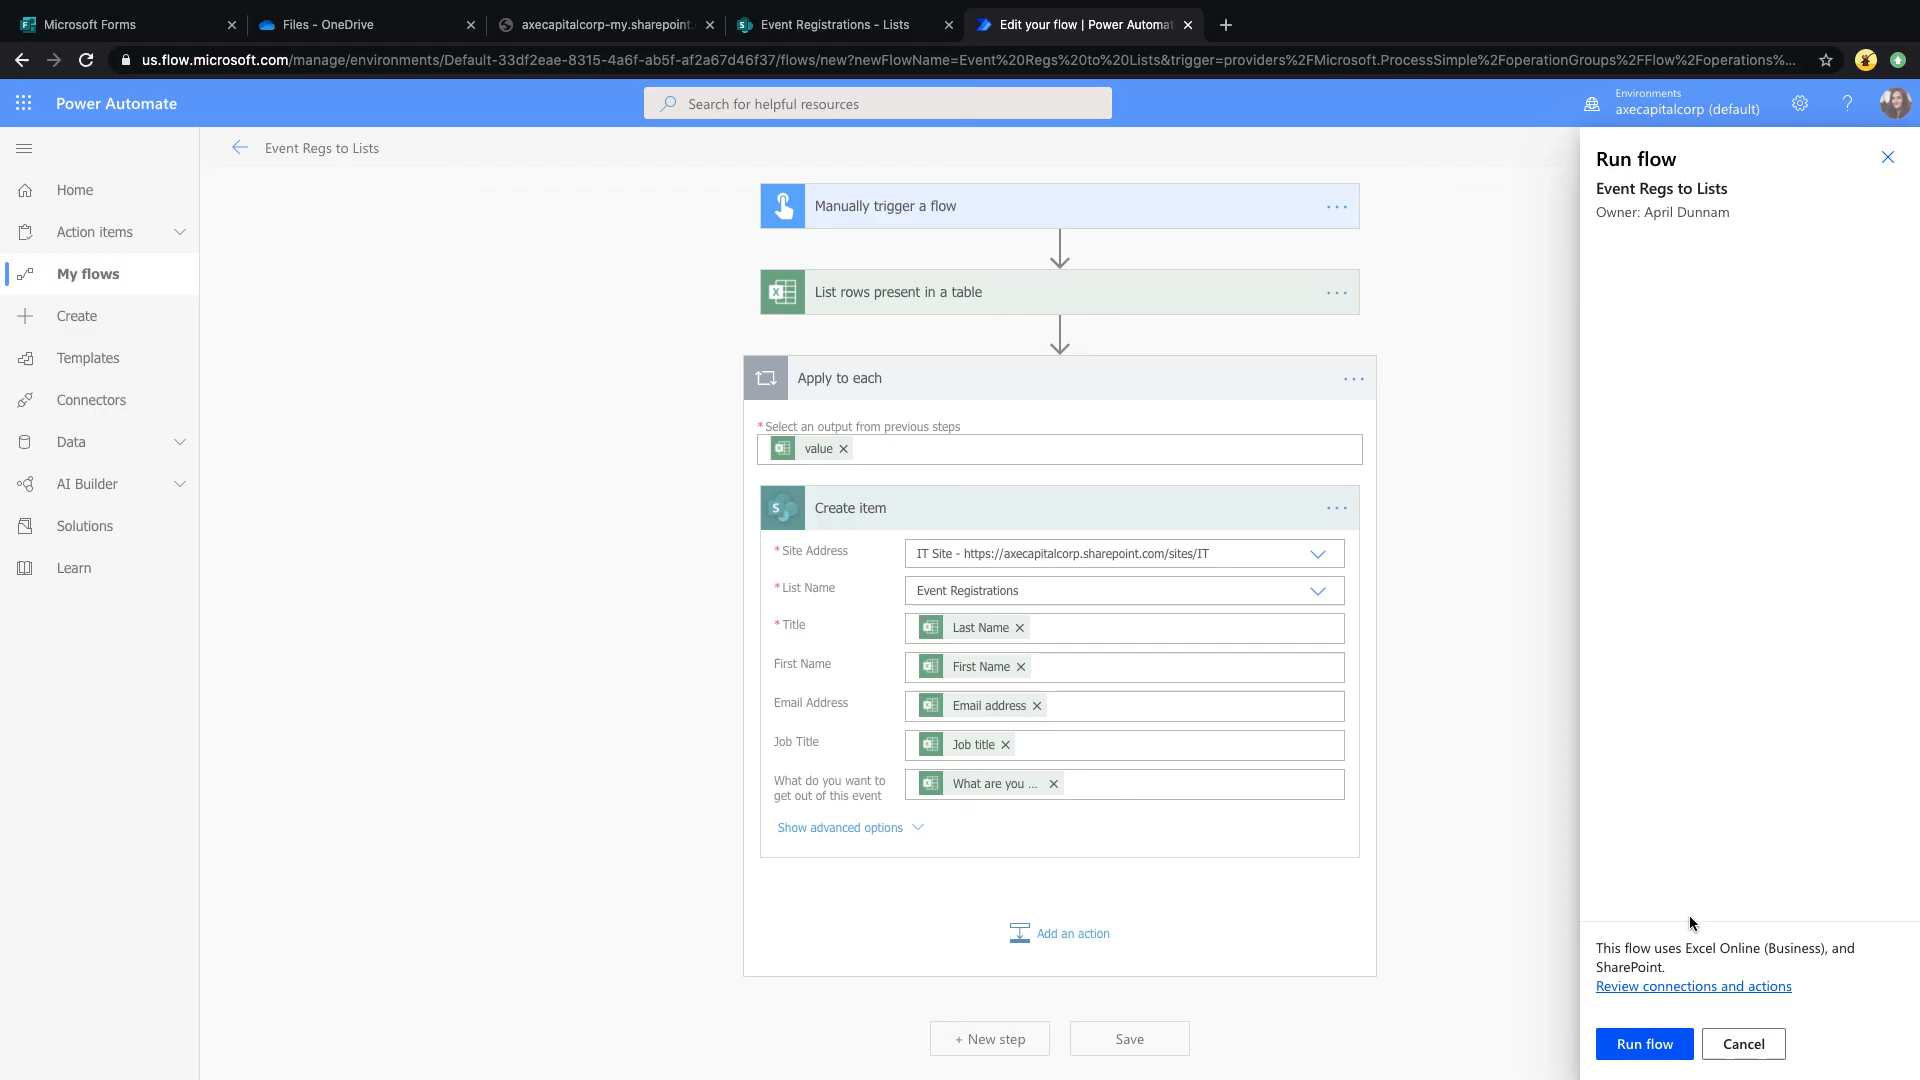 Microsoft Forms
Files - OneDrive
axecapitalcorp-my.sharepoint.
Event Registrations - Lists
Edit your flow | Power Automat
us.flow.microsoft.com/manage/environments/Default-33df2eae-8315-4a6f-ab5f-af2a67d46f37/flows/new?newFlowName=Event%20Regs%20to%20Lists&trigger=providers%2FMicrosoft.ProcessSimple%2FoperationGroups%2FFlow%2Foperations%...
Power Automate
Search for helpful resources
Environments
axecapitalcorp (default)
Home
Action items
My flows
Create
Templates
Connectors
Data
AI Builder
Solutions
Learn
Event Regs to Lists
Manually trigger a flow
List rows present in a table
Apply to each
*Select an output from previous steps
value
Create item
*Site Address
IT Site - https://axecapitalcorp.sharepoint.com/sites/IT
*List Name
Event Registrations
*Title
Last Name
First Name
First Name
Email Address
Email address
Job Title
Job title
What do you want to
get out of this event
What are you ...
Show advanced options
Add an action
+ New step
Save
Run flow
Event Regs to Lists
Owner: April Dunnam
This flow uses Excel Online (Business), and
SharePoint.
Review connections and actions
Run flow
Cancel